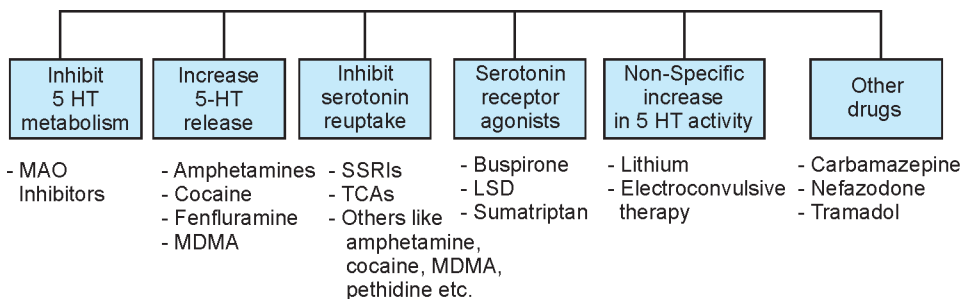 Inhibit
5 HT
metabolism
- MAO
Inhibitors
Increase
5-HT
release
- Amphetamines
- Cocaine
- Fenfluramine
- MDMA
Inhibit
serotonin
reuptake
- SSRIs
- TCAs
- Others like
amphetamine,
cocaine, MDMA,
pethidine etc.
Serotonin
receptor
agonists
- Buspirone
- LSD
- Sumatriptan
Non-Specific
increase
in 5 HT activity
- Lithium
- Electroconvulsive
therapy
Other
drugs
- Carbamazepine
- Nefazodone
- Tramadol